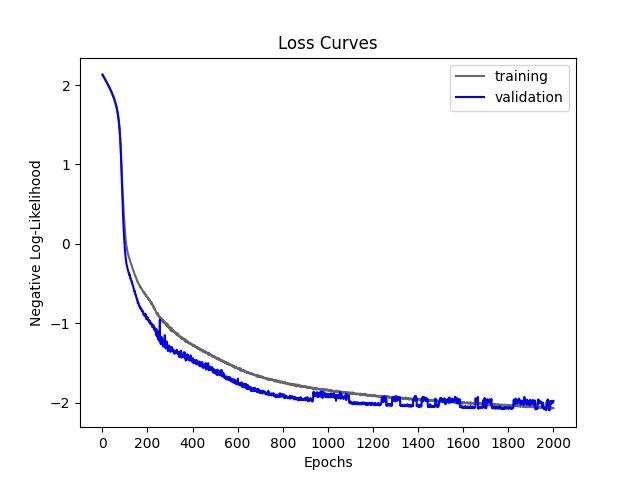 Loss Curves
training
validation
Negative Log-Likelihood
2
1
0
−1
−2
0 200 400 600 800 1000 1200 1400 1600 1800 2000
Epochs